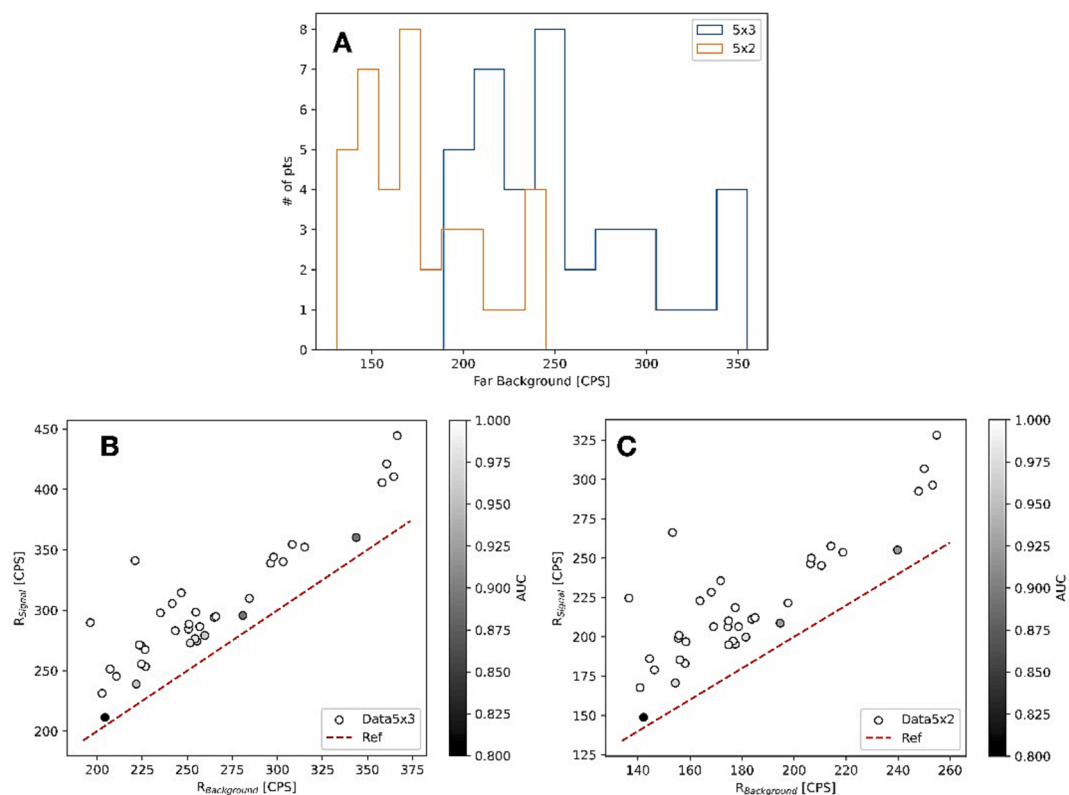 A
5x3
5x2
8
7
6
5
4
3
2
1
0
# of pts
150 200 250 300 350
Far Background [CPS]
B
450
400
350
300
250
200
R_Signal [CPS]
200 225 250 275 300 325 350 375
R_Background [CPS]
Data5x3
Ref
1.000
0.975
0.950
0.925
0.900
0.875
0.850
0.825
0.800
AUC
C
325
300
275
250
225
200
175
150
125
R_Signal [CPS]
140 160 180 200 220 240 260
R_Background [CPS]
Data5x2
Ref
1.000
0.975
0.950
0.925
0.900
0.875
0.850
0.825
0.800
AUC